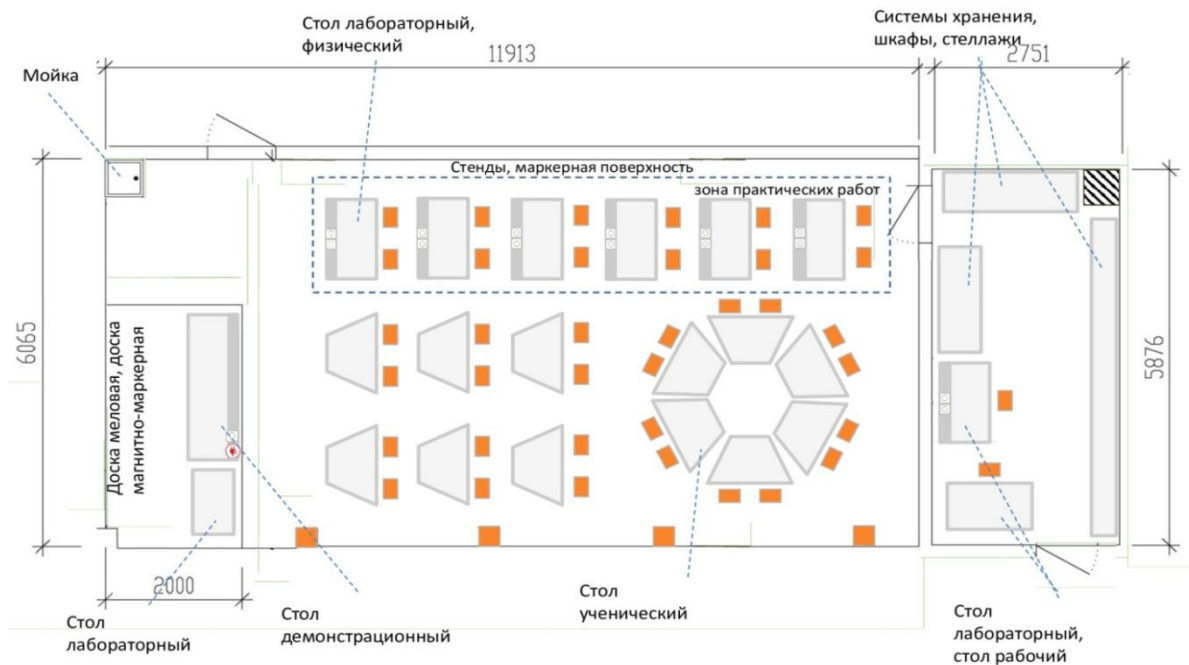 Стол лабораторный,
физический
Системы хранения,
шкафы, стеллажи
11913
2751
Мойка
Стенды, маркерная поверхность
зона практических работ
6065
Доска меловая, доска
магнитно-маркерная
5876
2000
Стол
лабораторный
Стол
демонстрационный
Стол
ученический
Стол
лабораторный,
стол рабочий